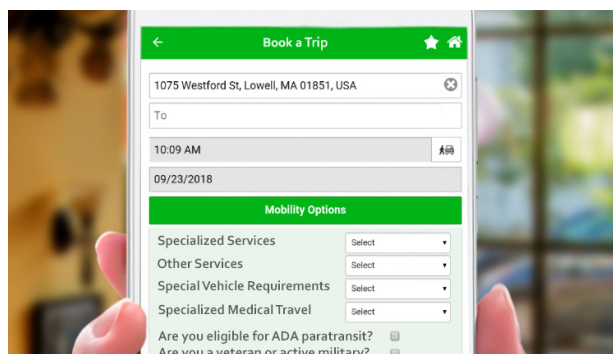 Book a Trip
1075 Westford St, Lowell, MA 01851, USA
To
10:09 AM
09/23/2018
Mobility Options
Specialized Services Select
Other Services Select
Special Vehicle Requirements Select
Specialized Medical Travel Select
Are you eligible for ADA paratransit?
Are you a veteran or active military?